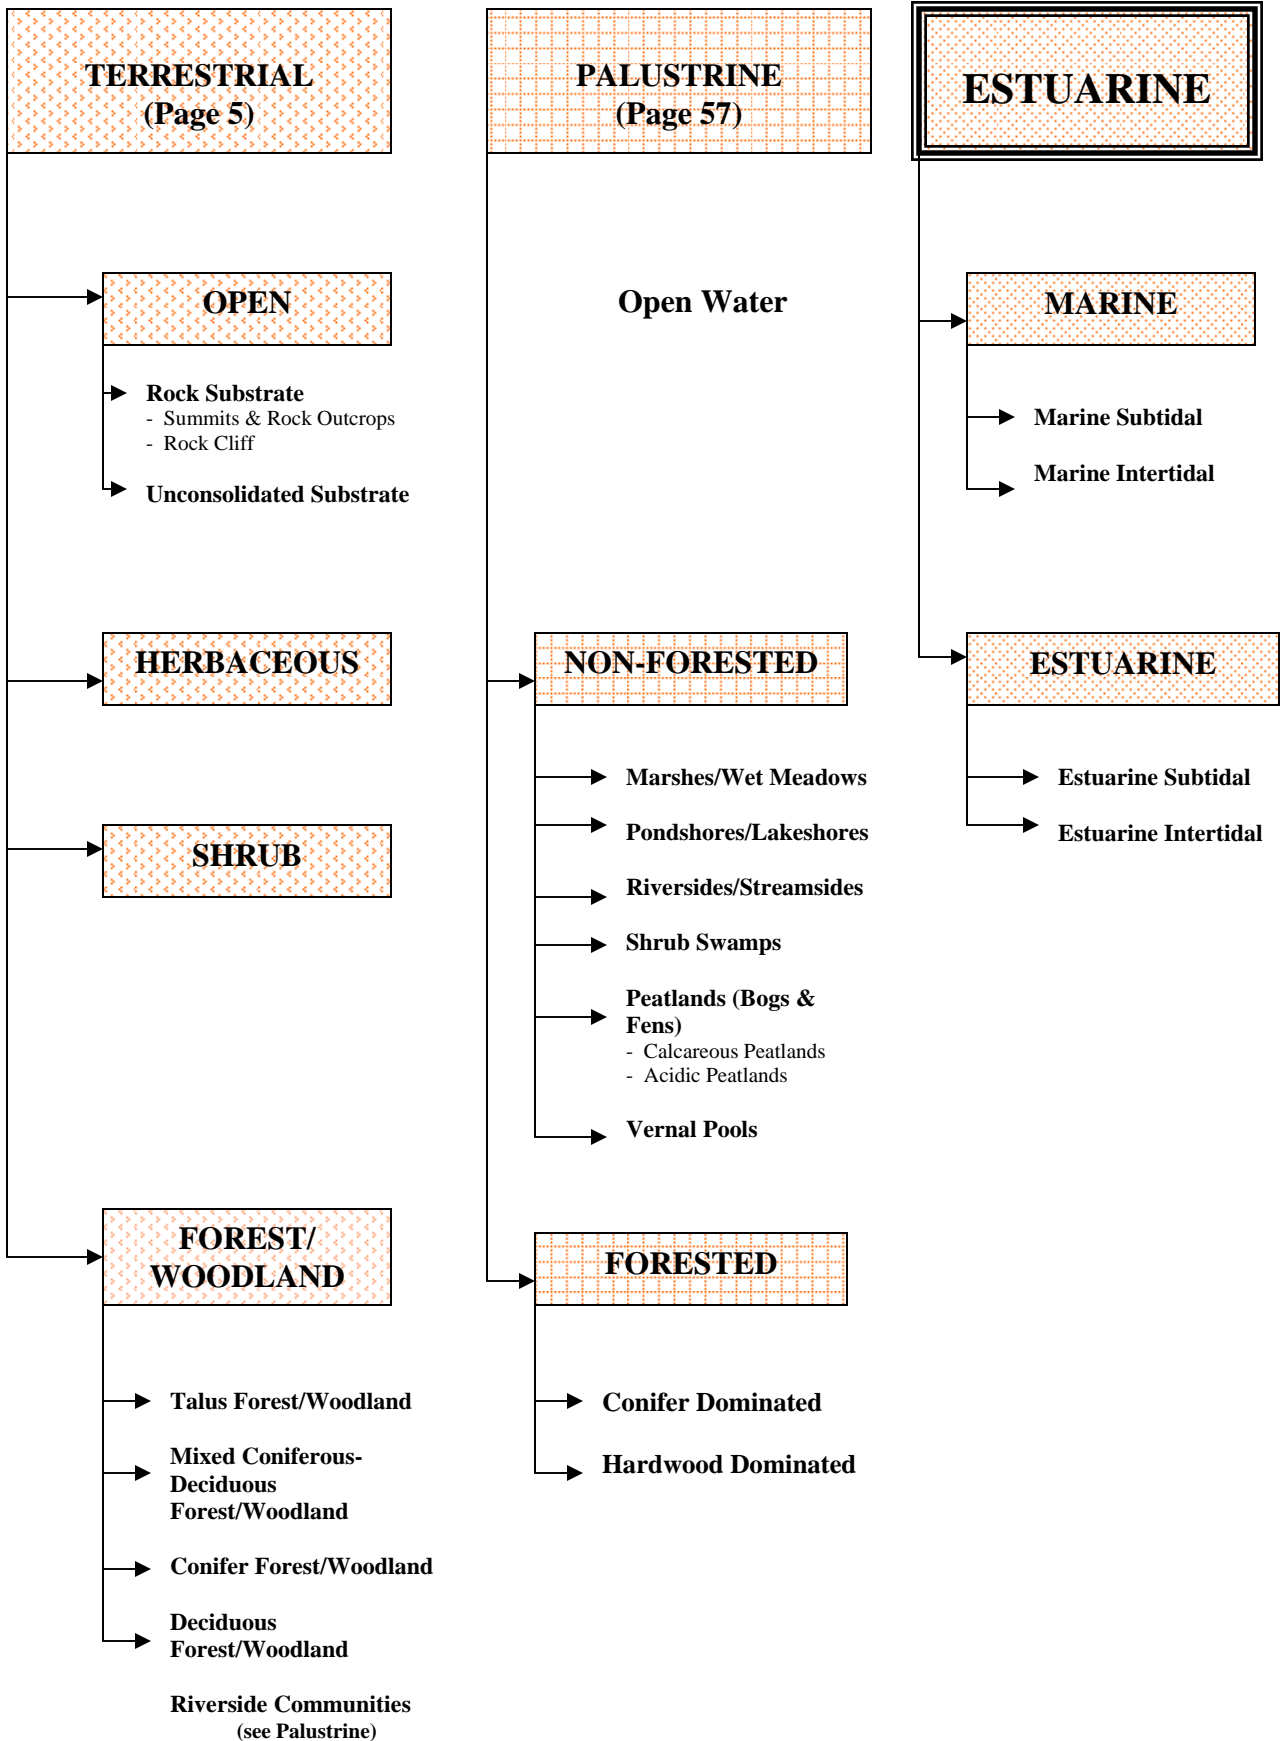 TERRESTRIAL
(Page 5)
OPEN
Rock Substrate
- Summits & Rock Outcrops
- Rock Cliff
Unconsolidated Substrate
HERBACEOUS
SHRUB
FOREST/
WOODLAND
Talus Forest/Woodland
Mixed Coniferous-
Deciduous
Forest/Woodland
Conifer Forest/Woodland
Deciduous
Forest/Woodland
Riverside Communities
(see Palustrine)
PALUSTRINE
(Page 57)
Open Water
NON-FORESTED
Marshes/Wet Meadows
Pondshores/Lakeshores
Riversides/Streamsides
Shrub Swamps
Peatlands (Bogs &
Fens)
- Calcareous Peatlands
- Acidic Peatlands
Vernal Pools
FORESTED
Conifer Dominated
Hardwood Dominated
ESTUARINE
MARINE
Marine Subtidal
Marine Intertidal
ESTUARINE
Estuarine Subtidal
Estuarine Intertidal